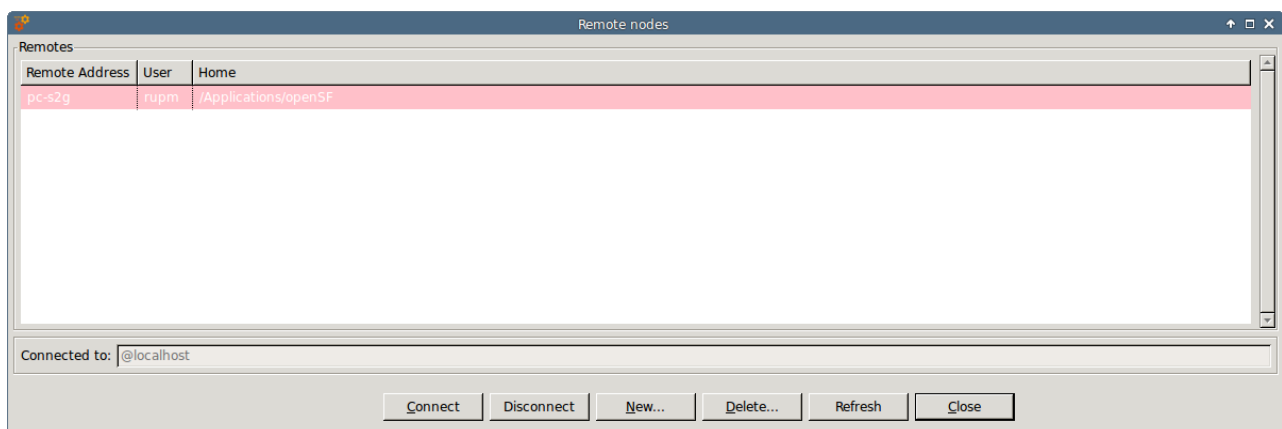 Remote nodes
Remotes
Remote Address User Home
pc-s2g rupm /Applications/openSF
Connected to: @localhost
Connect Disconnect New... Delete... Refresh Close